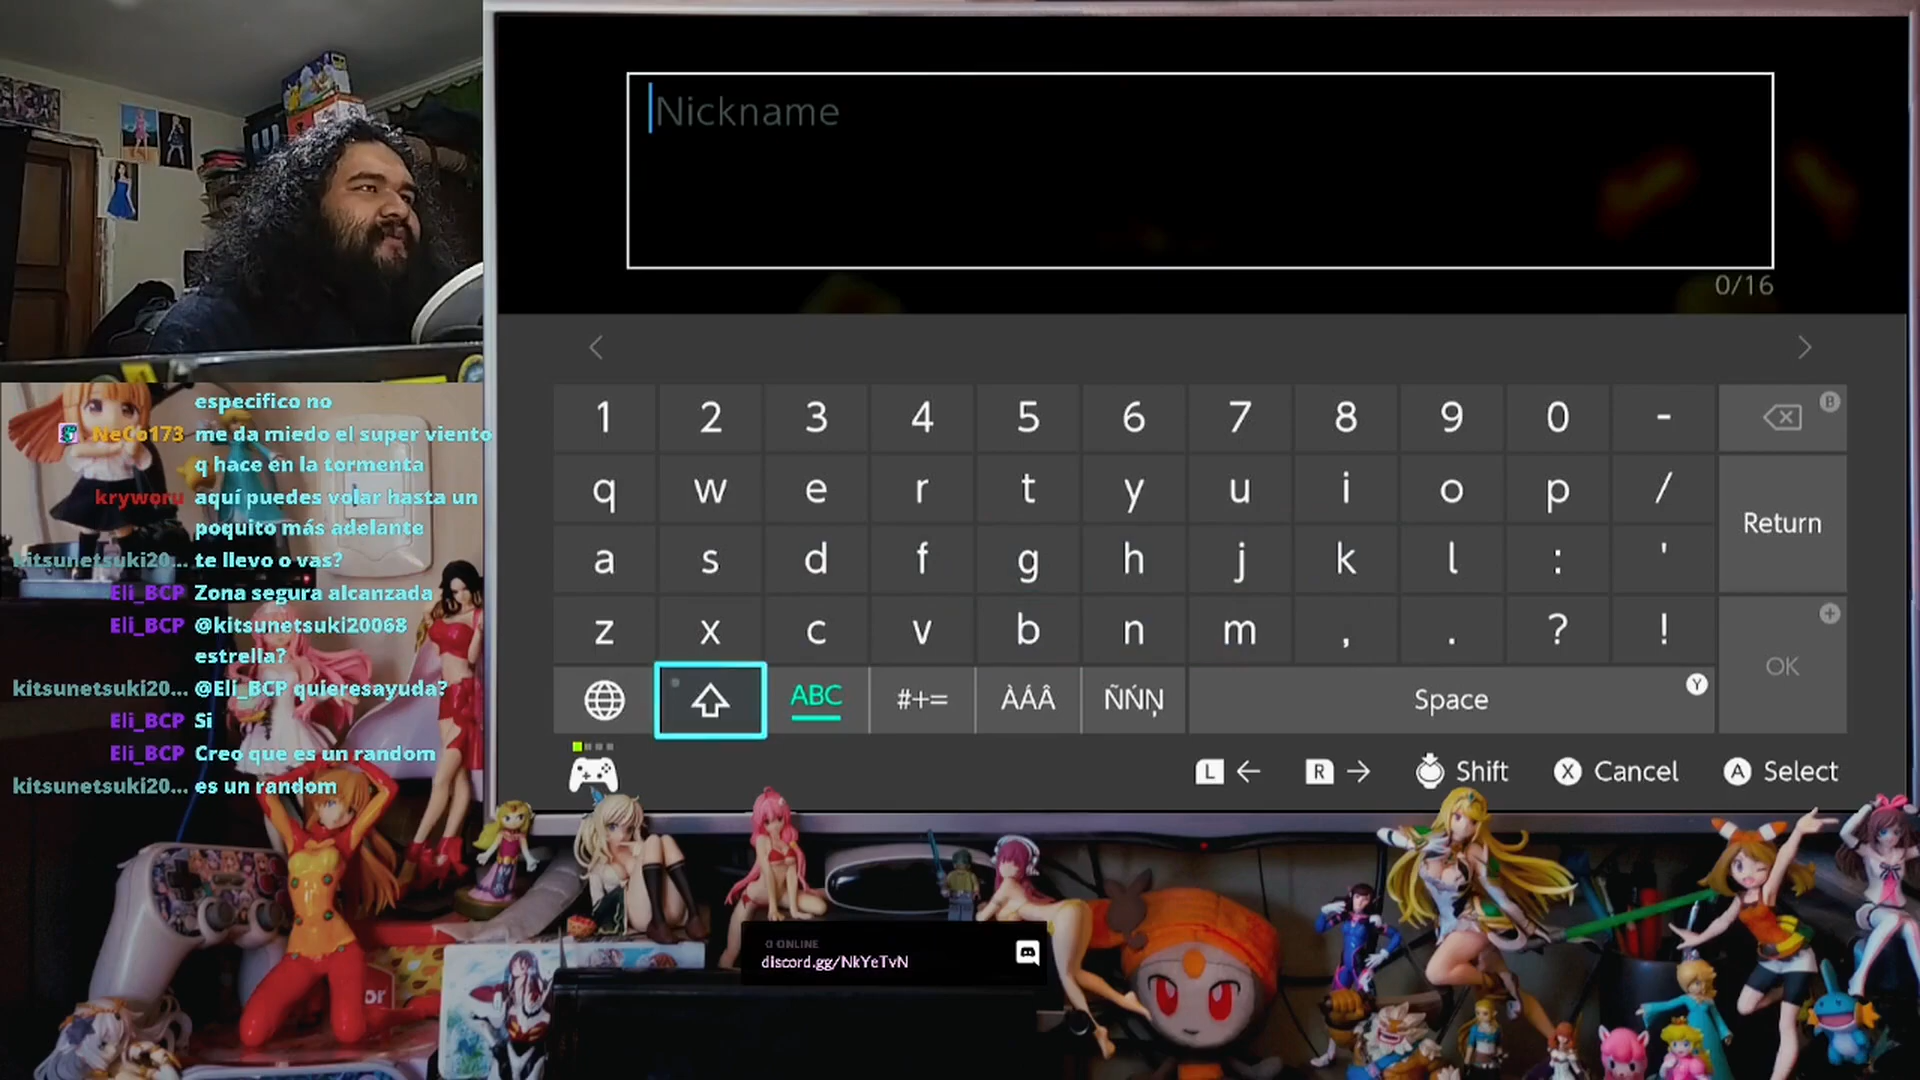 Nickname
0/16
1 2 3 4 5 6 7 8 9 0 -
q w e r t y u i o p /
Return
a s d f g h j k l : '
z x c v b n m , . ? !
ABC #+= ÀÁÂ ÑŃŅ Space OK
L ← R → Shift X Cancel A Select
B
+
Y
especifico no
NeCo173 me da miedo el super viento
q hace en la tormenta
kryworu aquí puedes volar hasta un
poquito más adelante
kitsunetsuki20... te llevo o vas?
Eli_BCP Zona segura alcanzada
Eli_BCP @kitsunetsuki20068
estrella?
kitsunetsuki20... @Eli_BCP quieresayuda?
Eli_BCP Si
Eli_BCP Creo que es un random
kitsunetsuki20... es un random
0 ONLINE
discord.gg/NkYeTvN